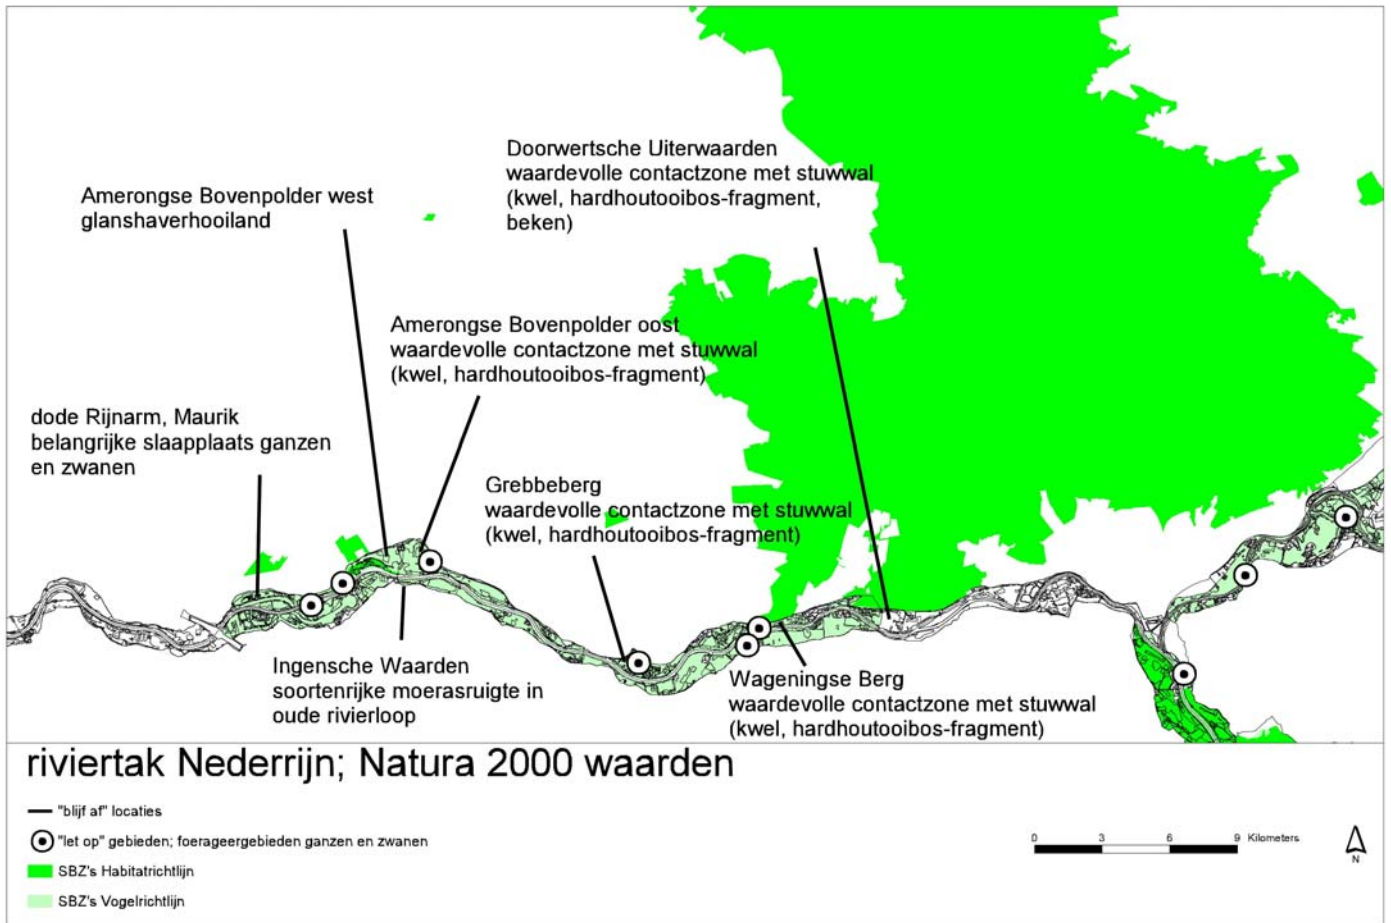 Doorwertsche Uiterwaarden
waardevolle contactzone met stuwwal
(kwel, hardhoutooibos-fragment,
beken)
Amerongse Bovenpolder west
glanshaverhooiland
Amerongse Bovenpolder oost
waardevolle contactzone met stuwwal
(kwel, hardhoutooibos-fragment)
dode Rijnarm, Maurik
belangrijke slaapplaats ganzen
en zwanen
Grebbeberg
waardevolle contactzone met stuwwal
(kwel, hardhoutooibos-fragment)
Ingensche Waarden
soortenrijke moerasruigte in
oude rivierloop
Wageningse Berg
waardevolle contactzone met stuwwal
(kwel, hardhoutooibos-fragment)
riviertak Nederrijn; Natura 2000 waarden
"blijf af" locaties
"let op" gebieden; foerageergebieden ganzen en zwanen
SBZ's Habitatrichtlijn
SBZ's Vogelrichtlijn
0 3 6 9 Kilometers
N